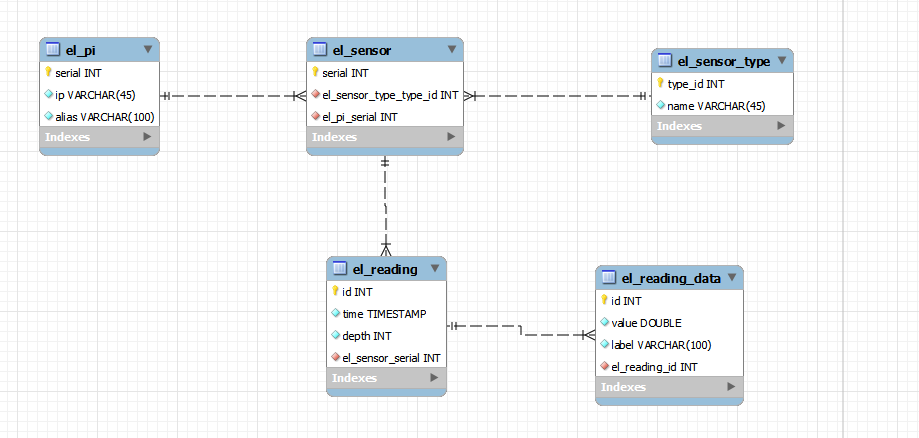 el_pi
serial INT
ip VARCHAR(45)
alias VARCHAR(100)
Indexes
el_sensor
serial INT
el_sensor_type_type_id INT
el_pi_serial INT
Indexes
el_sensor_type
type_id INT
name VARCHAR(45)
Indexes
el_reading
id INT
time TIMESTAMP
depth INT
el_sensor_serial INT
Indexes
el_reading_data
id INT
value DOUBLE
label VARCHAR(100)
el_reading_id INT
Indexes